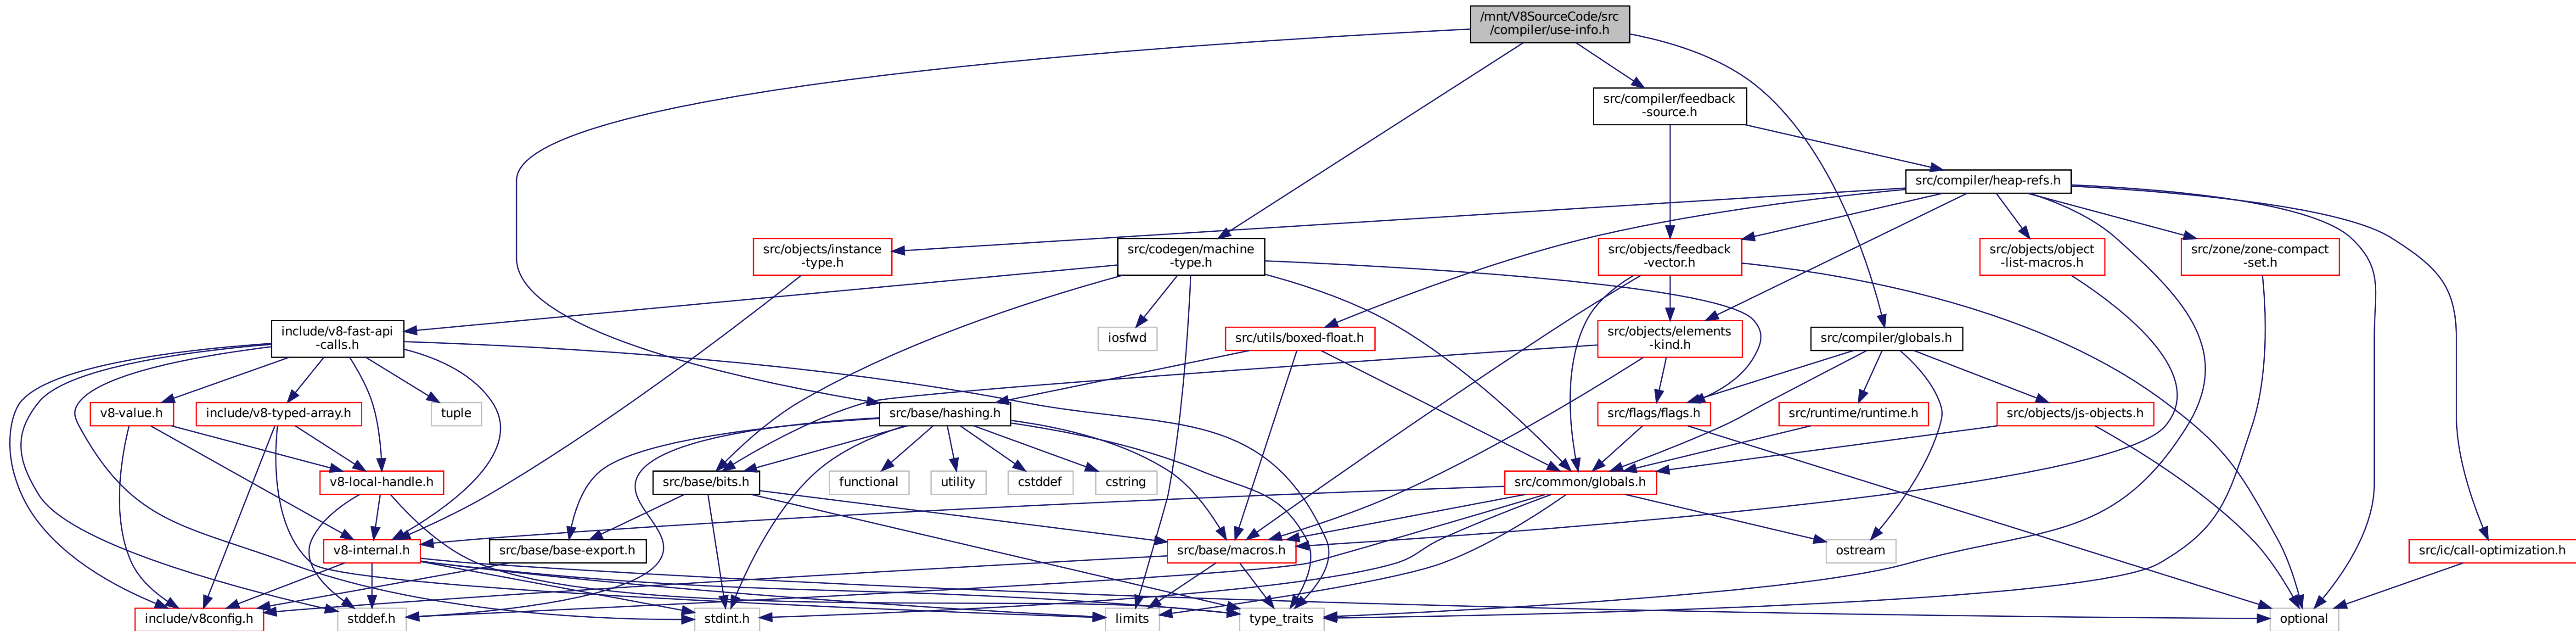 /mnt/V8SourceCode/src
/compiler/use-info.h
src/compiler/feedback
-source.h
src/compiler/heap-refs.h
src/objects/instance
-type.h
src/codegen/machine
-type.h
src/objects/feedback
-vector.h
src/objects/object
-list-macros.h
src/zone/zone-compact
-set.h
include/v8-fast-api
-calls.h
iosfwd
src/utils/boxed-float.h
src/objects/elements
-kind.h
src/compiler/globals.h
v8-value.h
include/v8-typed-array.h
tuple
src/base/hashing.h
src/flags/flags.h
src/runtime/runtime.h
src/objects/js-objects.h
v8-local-handle.h
src/base/bits.h
functional
utility
cstddef
cstring
src/common/globals.h
v8-internal.h
src/base/base-export.h
src/base/macros.h
ostream
src/ic/call-optimization.h
include/v8config.h
stddef.h
stdint.h
limits
type_traits
optional